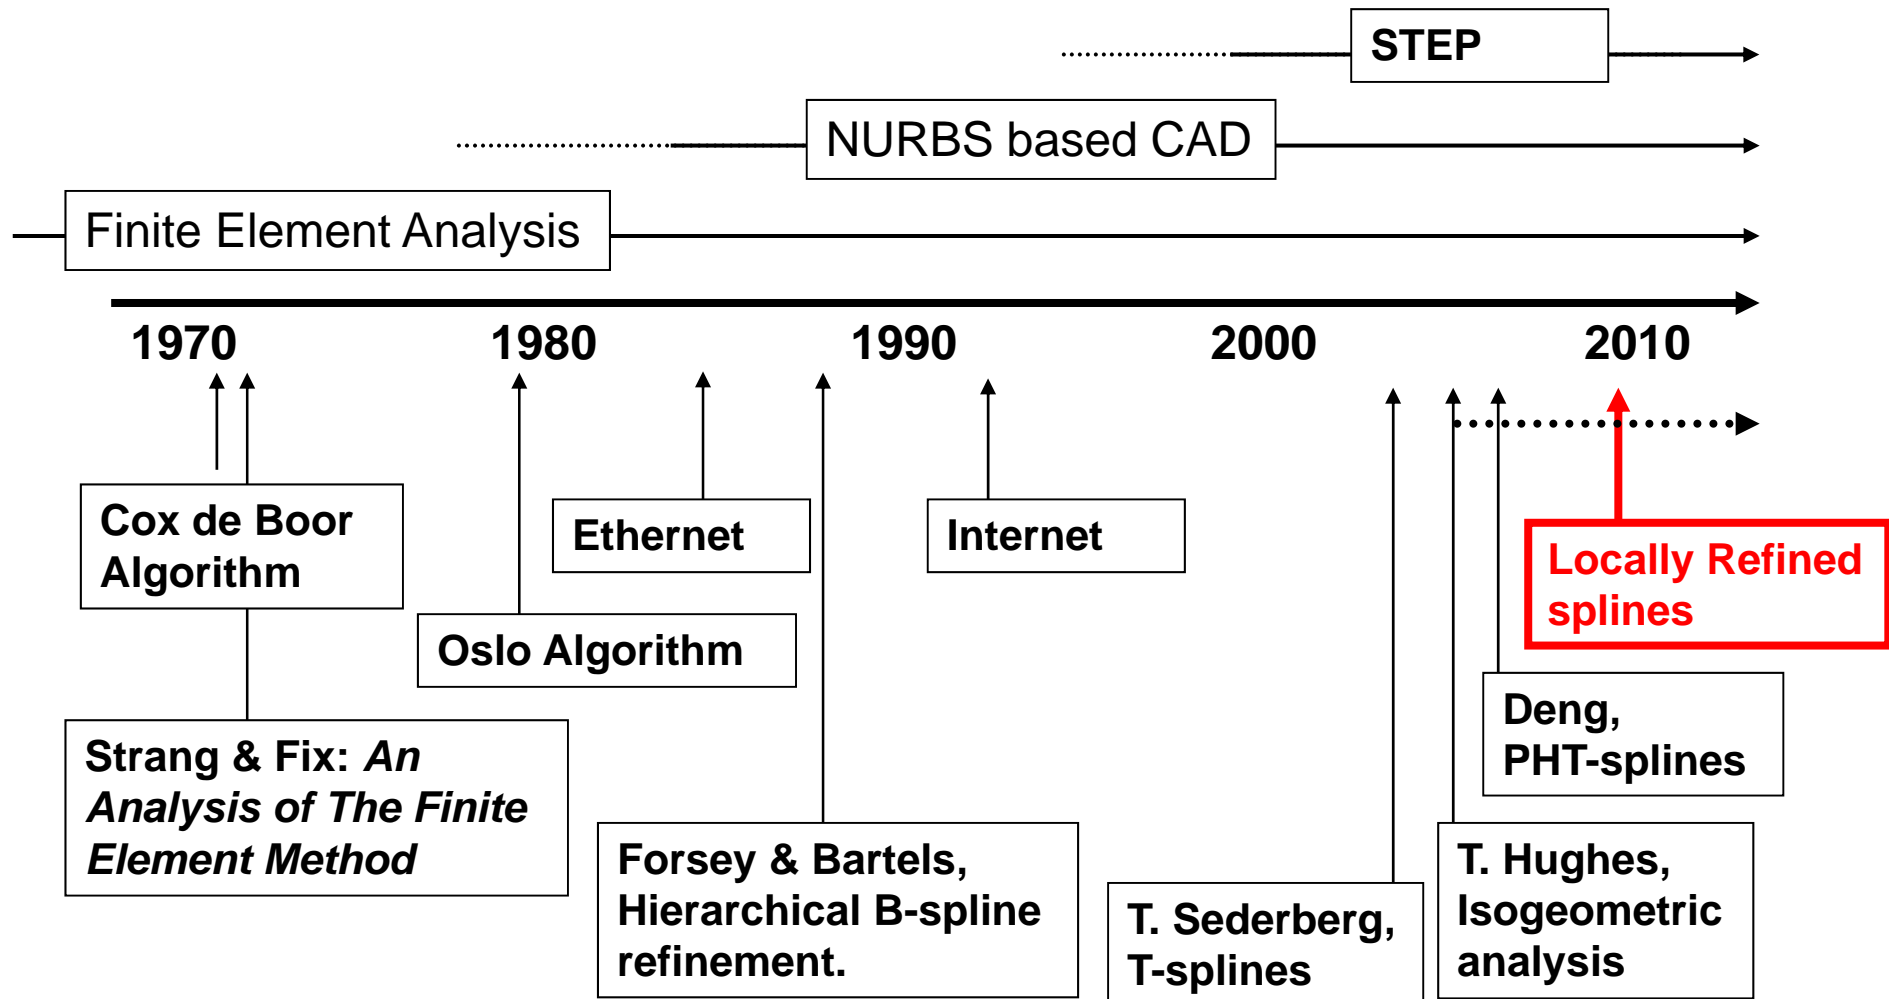 STEP
NURBS based CAD
Finite Element Analysis
1970 1980 1990 2000 2010
Cox de Boor
Algorithm
Ethernet
Internet
Locally Refined
splines
Oslo Algorithm
Deng,
PHT-splines
Strang & Fix: An
Analysis of The Finite
Element Method
Forsey & Bartels,
Hierarchical B-spline
refinement.
T. Sederberg,
T-splines
T. Hughes,
Isogeometric
analysis